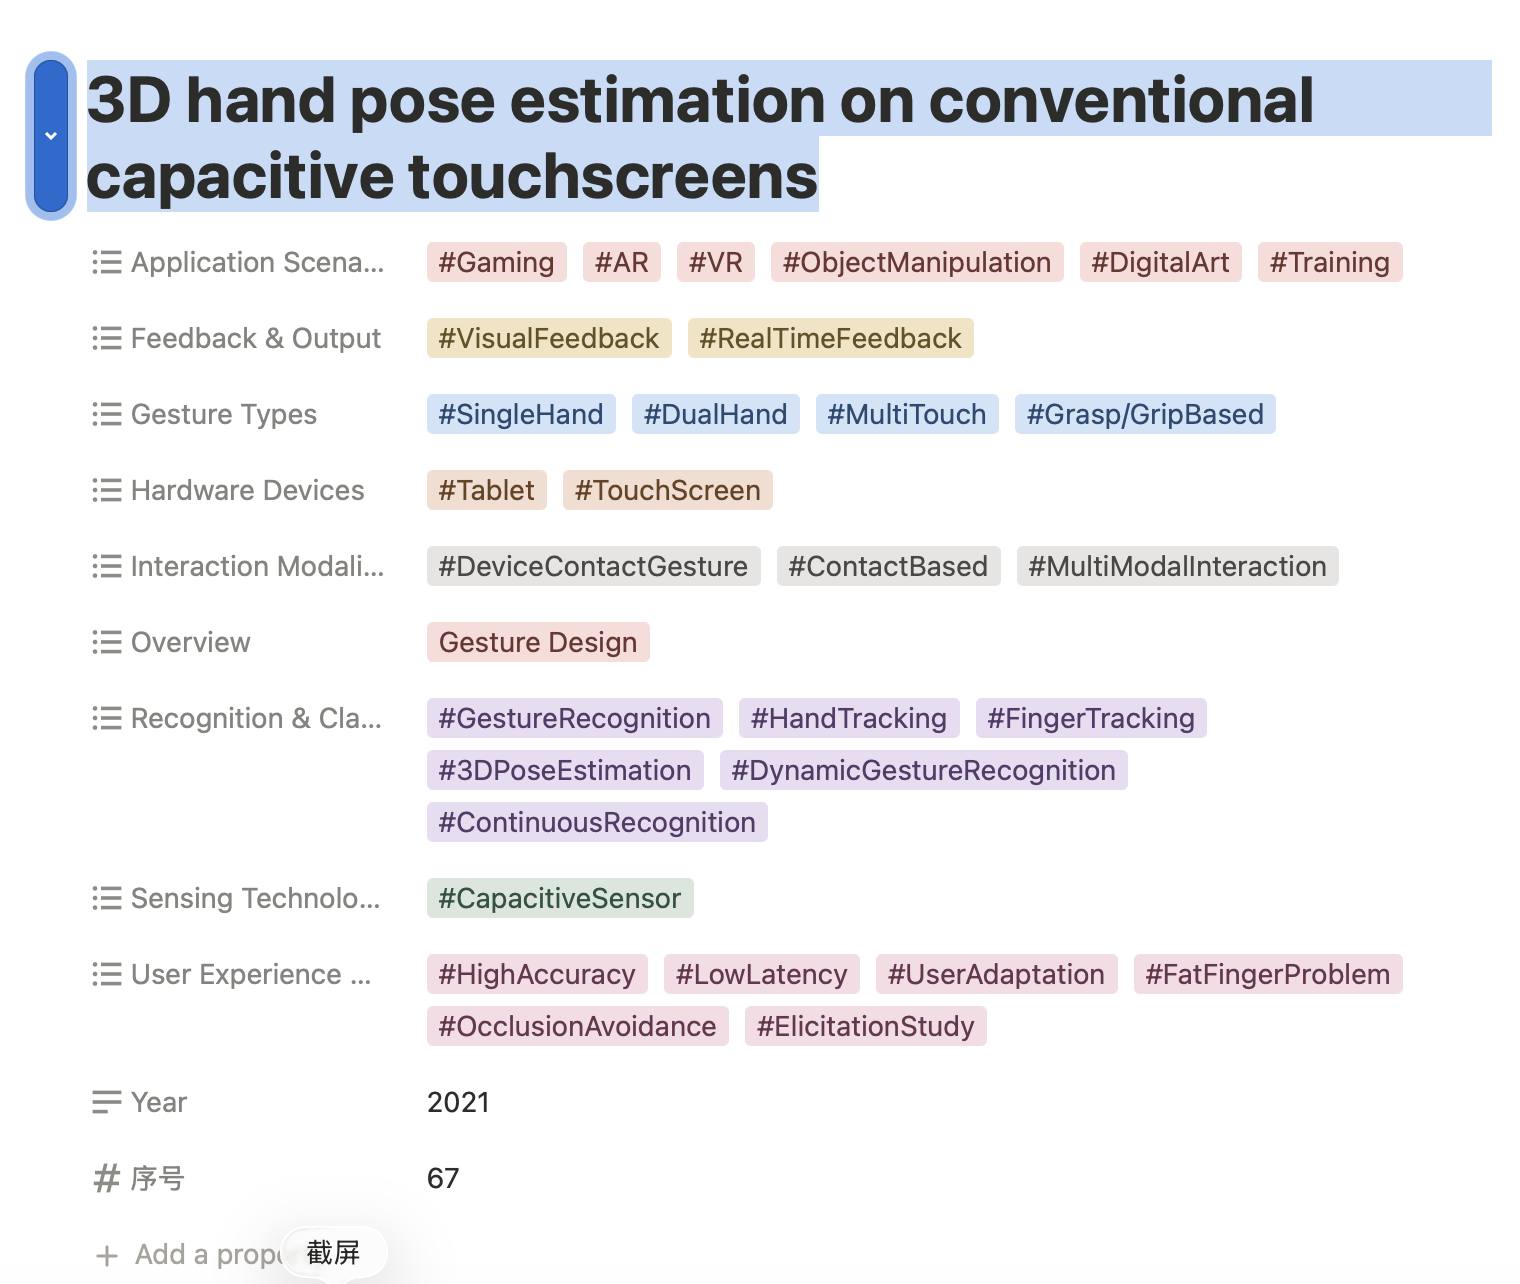 3D hand pose estimation on conventional
capacitive touchscreens
Application Scena... #Gaming #AR #VR #ObjectManipulation #DigitalArt #Training
Feedback & Output #VisualFeedback #RealTimeFeedback
Gesture Types #SingleHand #DualHand #MultiTouch #Grasp/GripBased
Hardware Devices #Tablet #TouchScreen
Interaction Modali... #DeviceContactGesture #ContactBased #MultiModalInteraction
Overview Gesture Design
Recognition & Cla... #GestureRecognition #HandTracking #FingerTracking
#3DPoseEstimation #DynamicGestureRecognition
#ContinuousRecognition
Sensing Technolo... #CapacitiveSensor
User Experience ... #HighAccuracy #LowLatency #UserAdaptation #FatFingerProblem
#OcclusionAvoidance #ElicitationStudy
Year 2021
# 序号 67
+ Add a prope
截屏